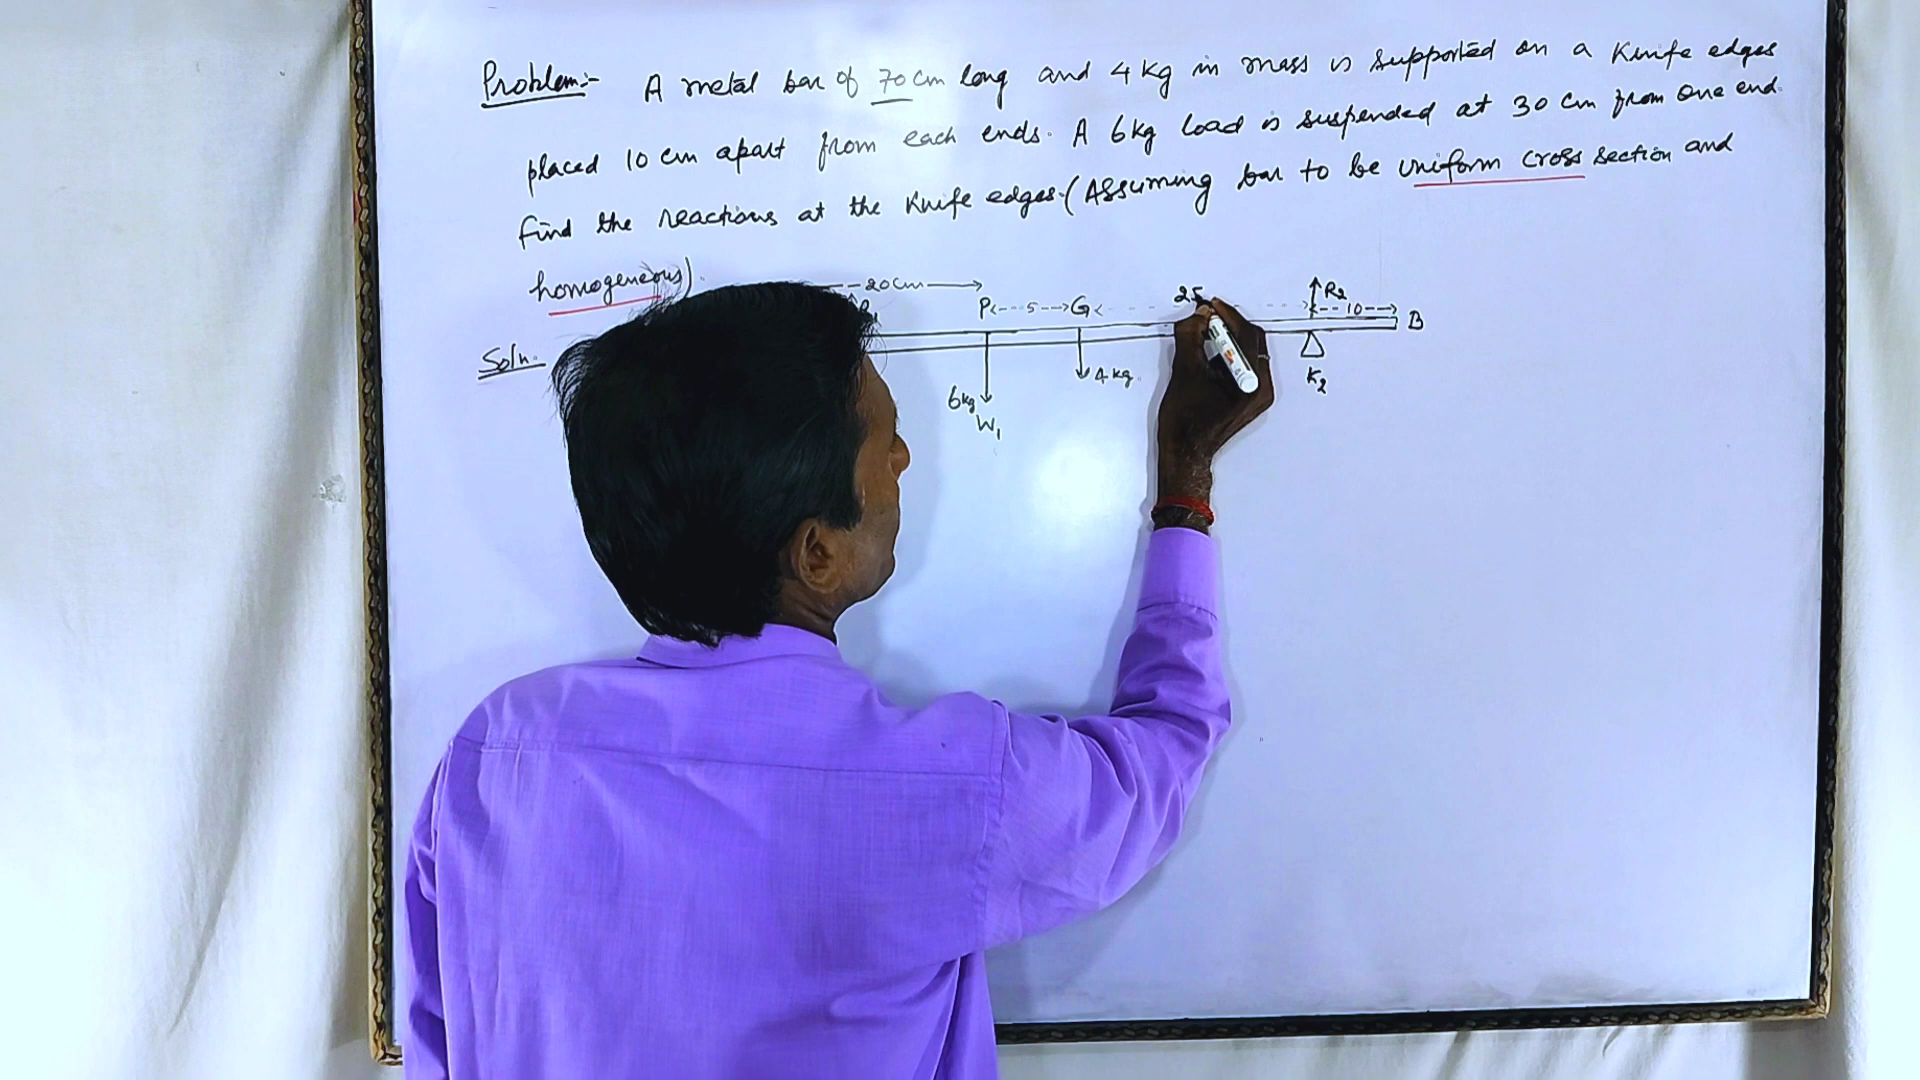 Problem:- A metal bar of 70 cm long and 4 kg in mass is supported on a Knife edges
placed 10 cm apart from each ends. A 6kg load is suspended at 30 cm from one end.
Find the reactions at the Knife edges. (Assuming bar to be uniform cross section and
homogeneous).
20cm
P 5 G 25 R2 10 B
Soln.
6kg 4 kg. K2
W1